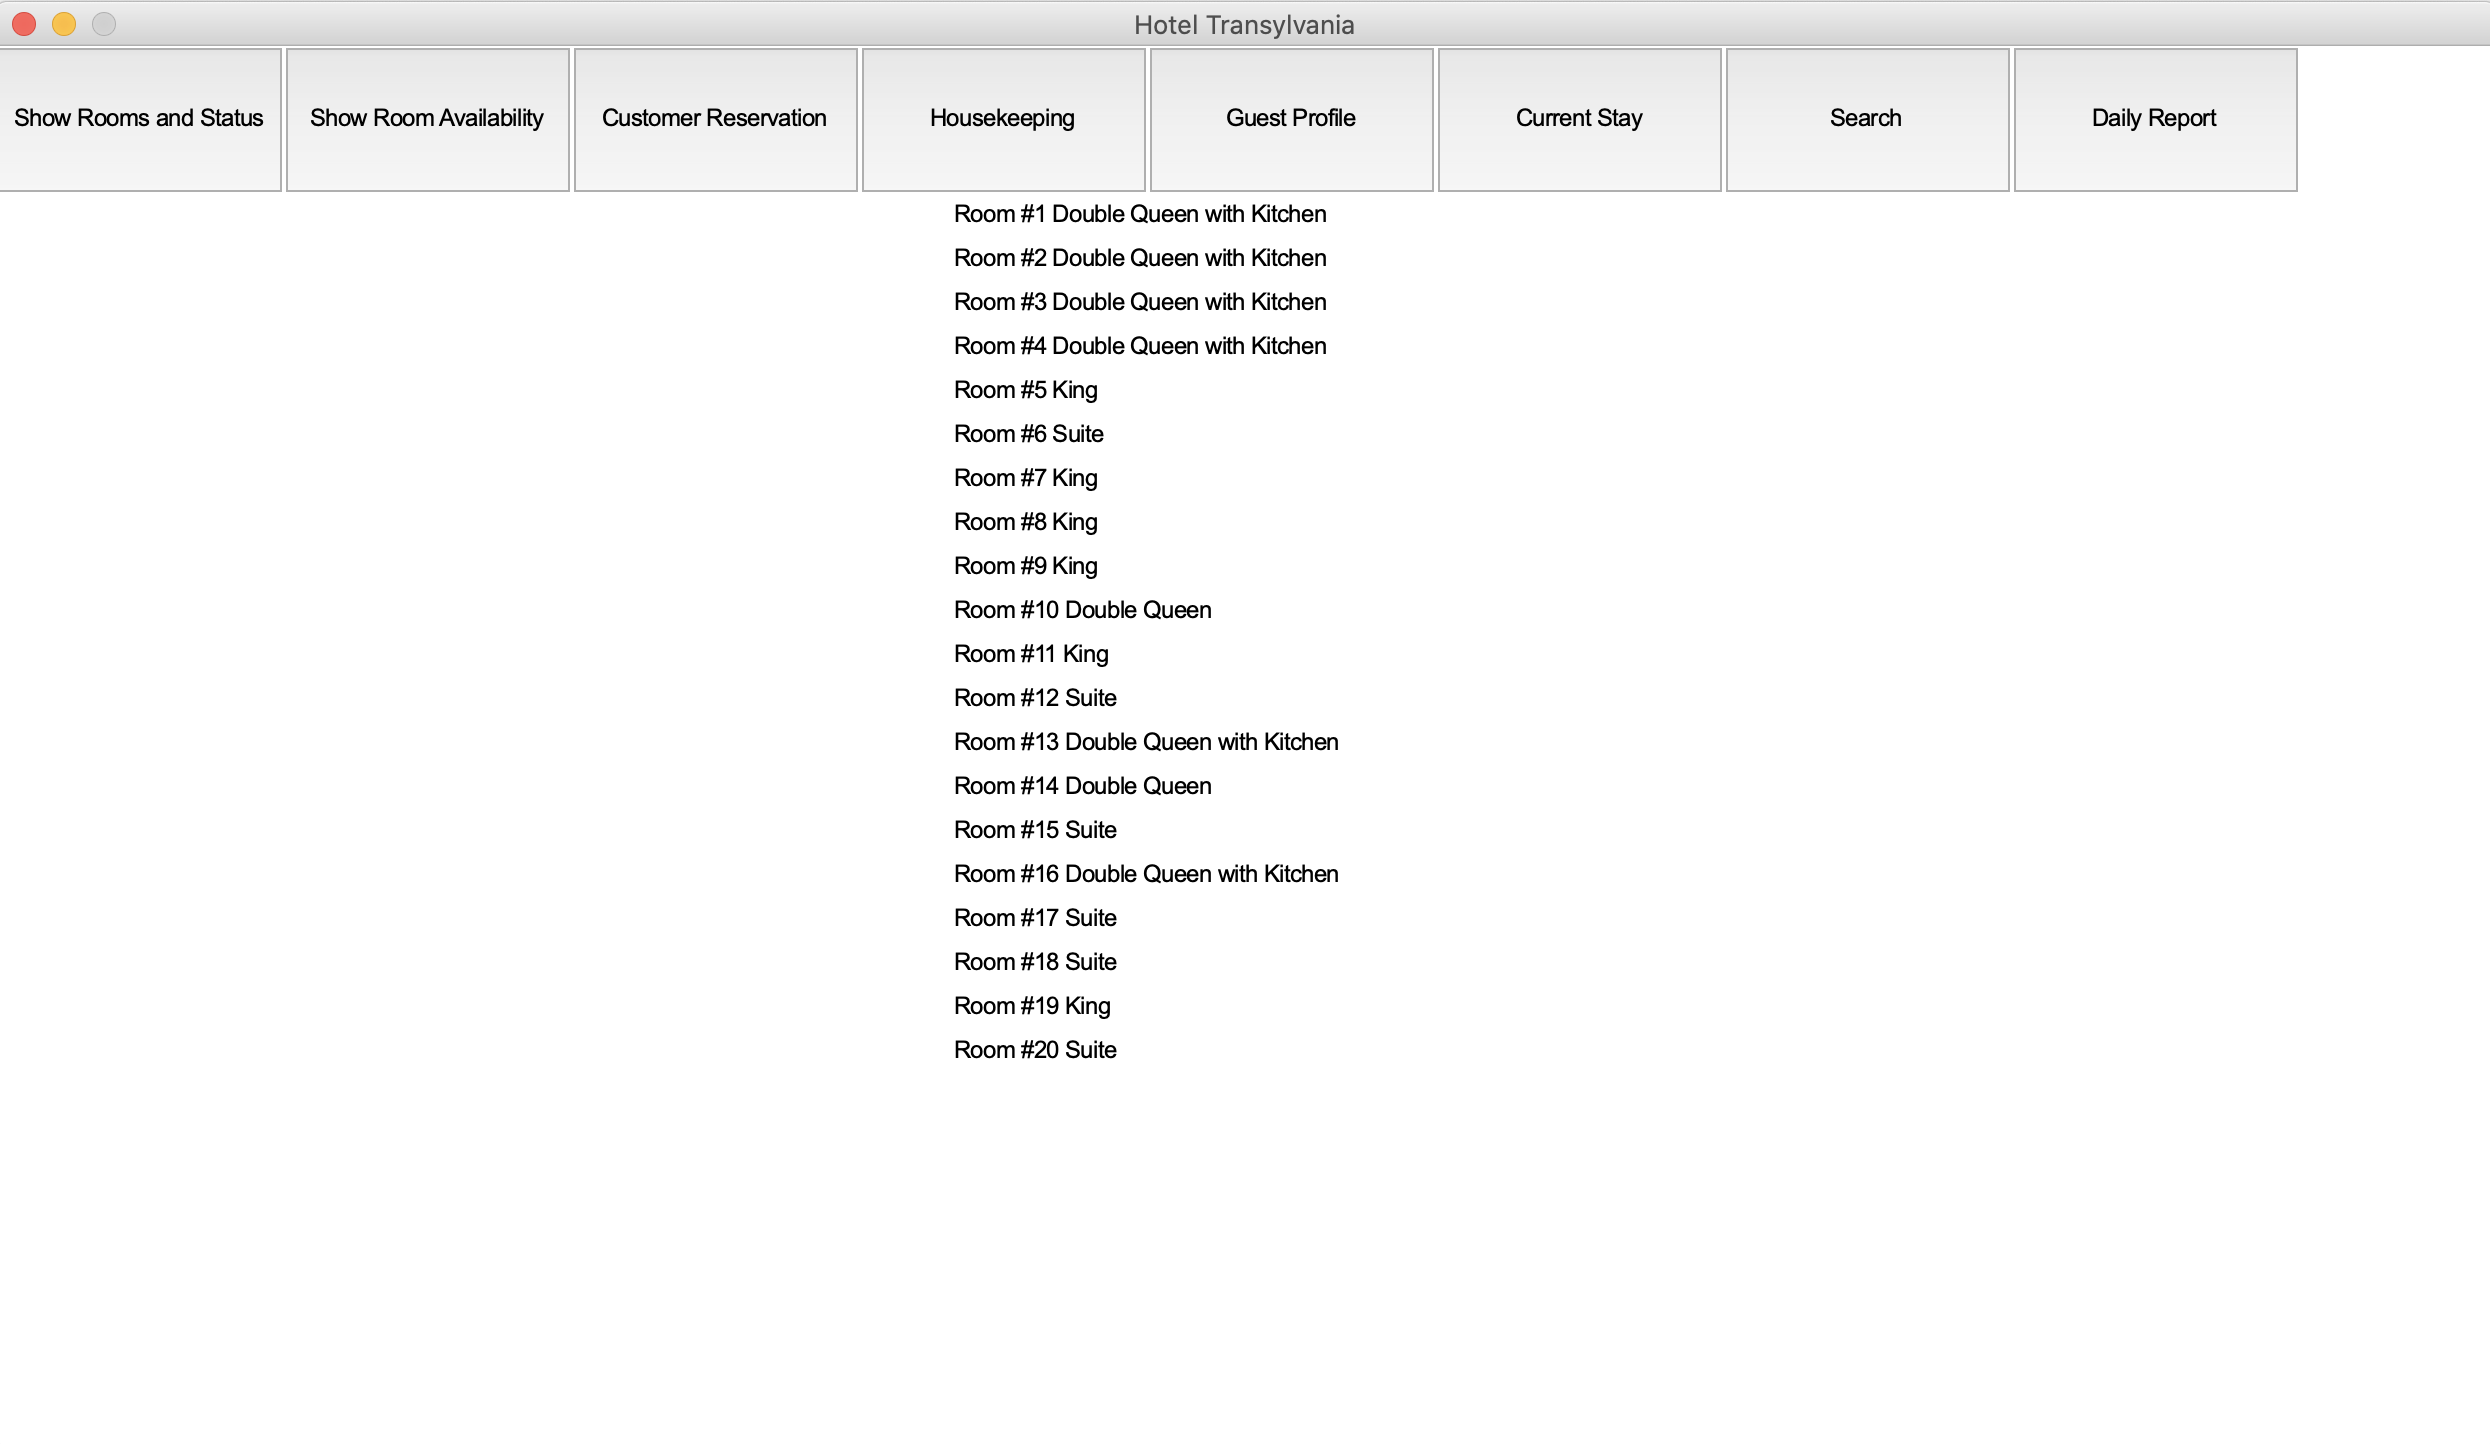 Hotel Transylvania
Show Rooms and Status
Show Room Availability
Customer Reservation
Housekeeping
Guest Profile
Current Stay
Search
Daily Report
Room #1 Double Queen with Kitchen
Room #2 Double Queen with Kitchen
Room #3 Double Queen with Kitchen
Room #4 Double Queen with Kitchen
Room #5 King
Room #6 Suite
Room #7 King
Room #8 King
Room #9 King
Room #10 Double Queen
Room #11 King
Room #12 Suite
Room #13 Double Queen with Kitchen
Room #14 Double Queen
Room #15 Suite
Room #16 Double Queen with Kitchen
Room #17 Suite
Room #18 Suite
Room #19 King
Room #20 Suite